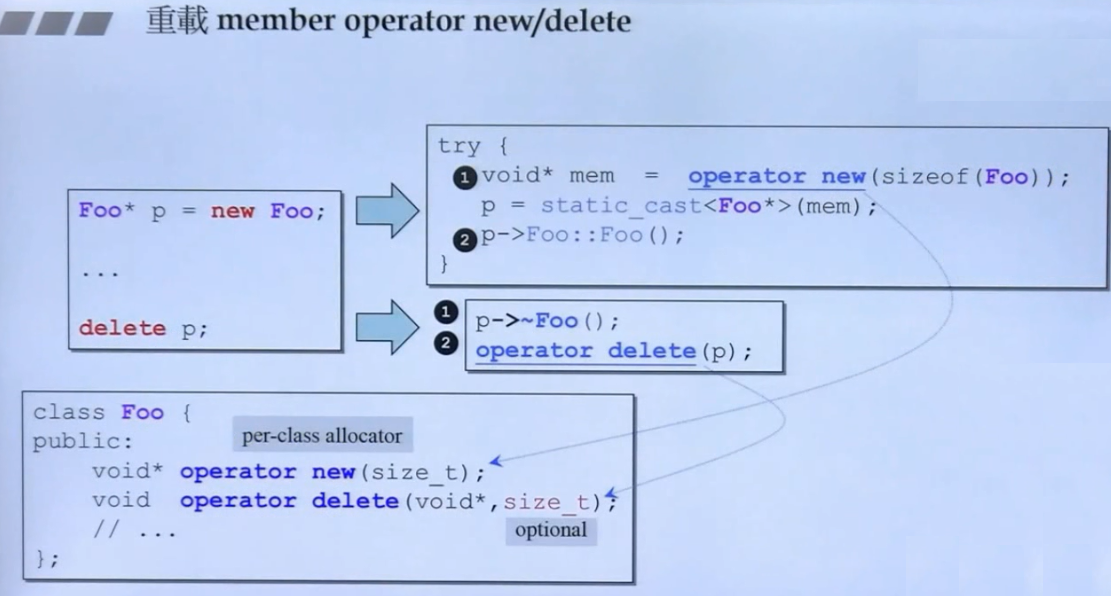 重載 member operator new/delete
Foo* p = new Foo;
...
delete p;
try {
❶void* mem = operator new(sizeof(Foo));
p = static_cast<Foo*>(mem);
❷p->Foo::Foo();
}
❶ p->~Foo();
❷ operator delete(p);
class Foo {
public:
per-class allocator
void* operator new(size_t);
void operator delete(void*,size_t);
optional
// ...
};